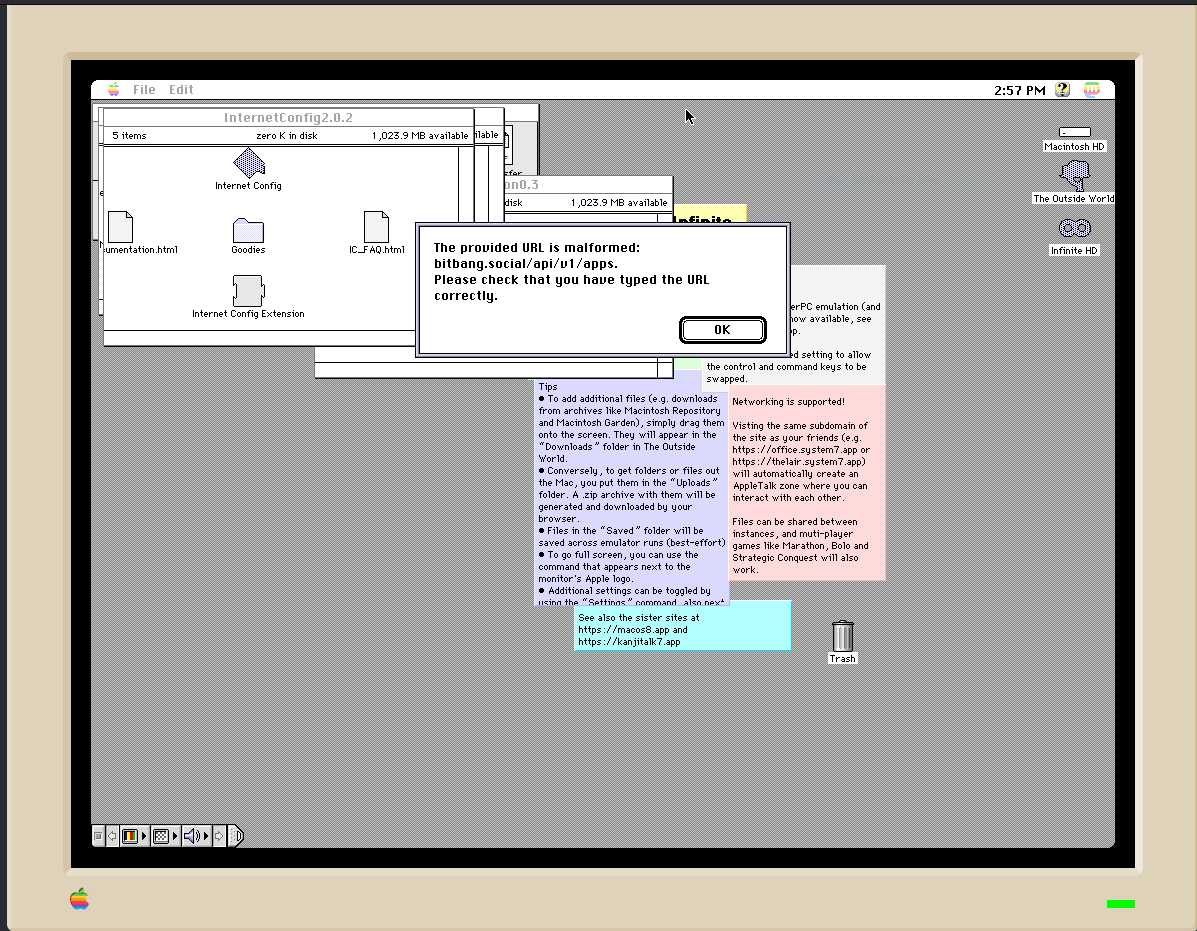 File Edit
2:57 PM
InternetConfig2.0.2
5 items zero K in disk 1,023.9 MB available
Internet Config
umentation.html
Goodies
IC_FAQ.html
Internet Config Extension
ilable
sfer
on0.3
disk 1,023.9 MB available
Infinite
The provided URL is malformed:
bitbang.social/api/v1/apps.
Please check that you have typed the URL
correctly.
OK
Macintosh HD
The Outside World
Infinite HD
erPC emulation (and
now available, see
p.
ed setting to allow
the control and command keys to be
swapped.
Tips
● To add additional files (e.g. downloads
from archives like Macintosh Repository
and Macintosh Garden), simply drag them
onto the screen. They will appear in the
“Downloads” folder in The Outside
World.
● Conversely, to get folders or files out
the Mac, you put them in the “Uploads”
folder. A .zip archive with them will be
generated and downloaded by your
browser.
● Files in the “Saved” folder will be
saved across emulator runs (best-effort)
● To go full screen, you can use the
command that appears next to the
monitor's Apple logo.
● Additional settings can be toggled by
using the “Settings” command, also next
Networking is supported!
Visting the same subdomain of
the site as your friends (e.g.
https://office.system7.app or
https://thelair.system7.app)
will automatically create an
AppleTalk zone where you can
interact with each other.
Files can be shared between
instances, and muti-player
games like Marathon, Bolo and
Strategic Conquest will also
work.
See also the sister sites at
https://macos8.app and
https://kanjitalk7.app
Trash